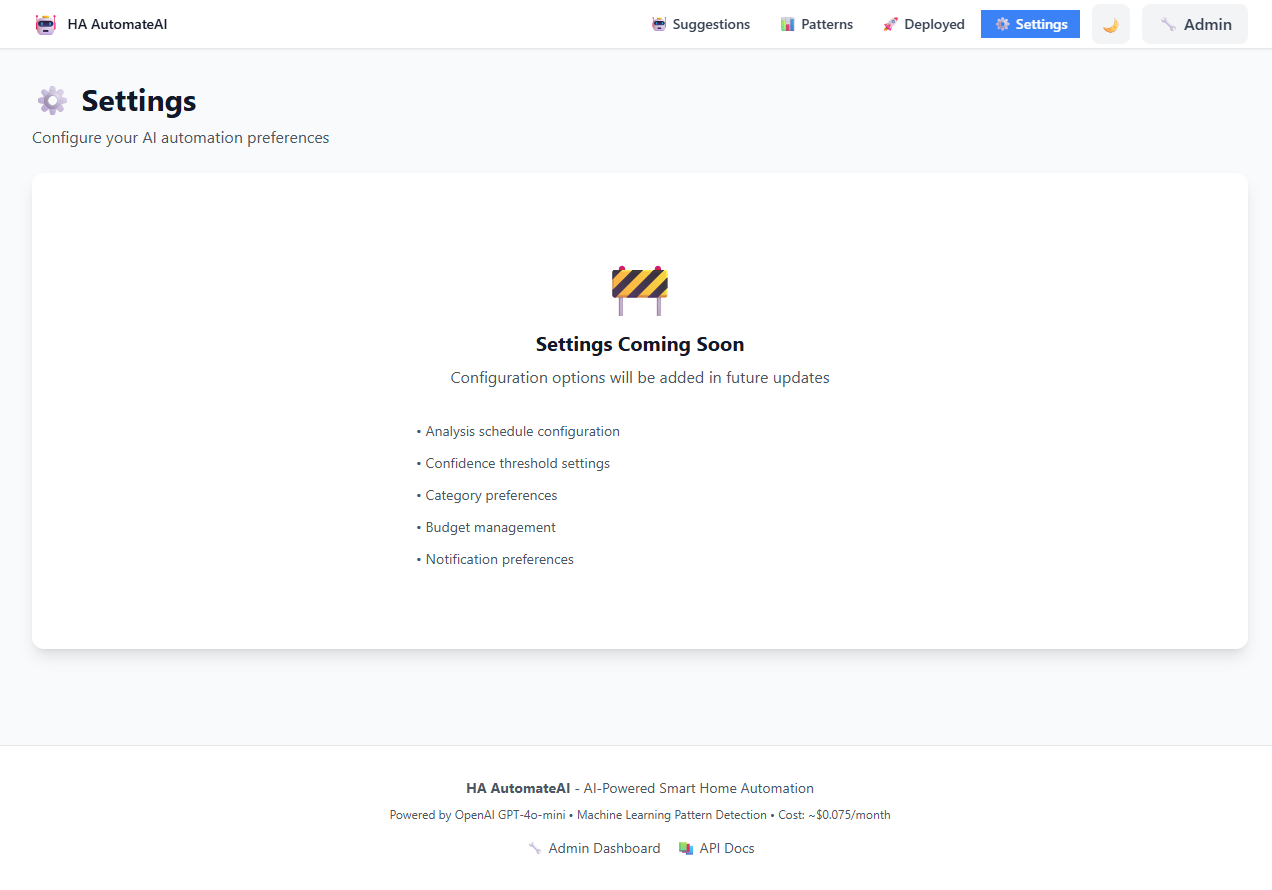 HA AutomateAI
Suggestions
Patterns
Deployed
Settings
Admin
Settings
Configure your AI automation preferences
Settings Coming Soon
Configuration options will be added in future updates
• Analysis schedule configuration
• Confidence threshold settings
• Category preferences
• Budget management
• Notification preferences
HA AutomateAI - AI-Powered Smart Home Automation
Powered by OpenAI GPT-4o-mini • Machine Learning Pattern Detection • Cost: ~$0.075/month
Admin Dashboard
API Docs